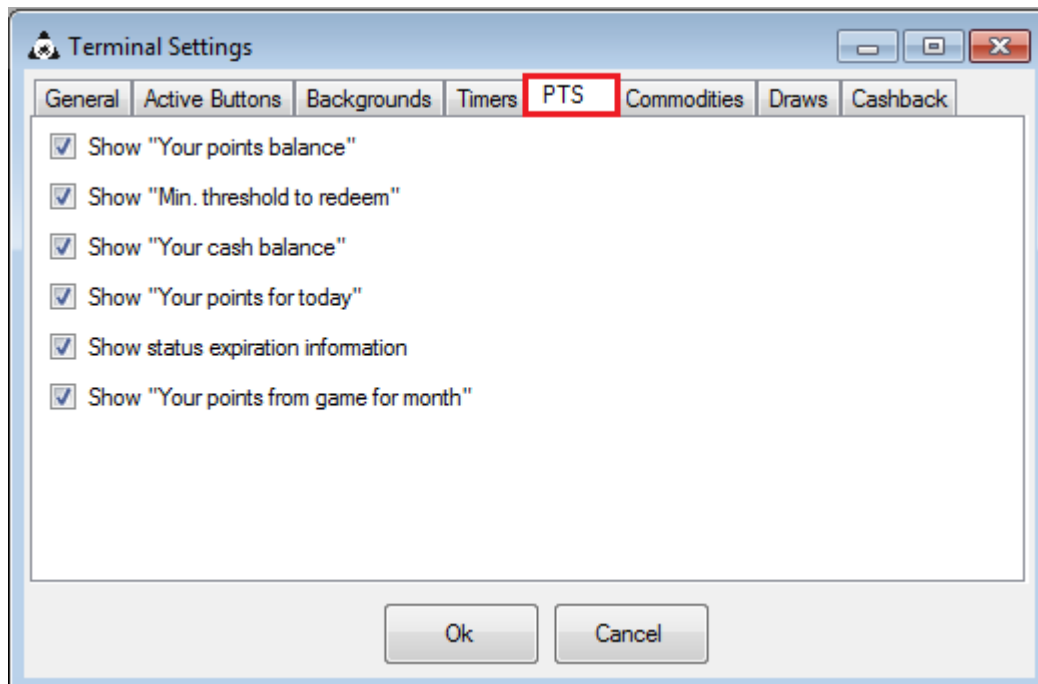 Terminal Settings
General Active Buttons Backgrounds Timers PTS Commodities Draws Cashback
Show "Your points balance"
Show "Min. threshold to redeem"
Show "Your cash balance"
Show "Your points for today"
Show status expiration information
Show "Your points from game for month"
Ok Cancel